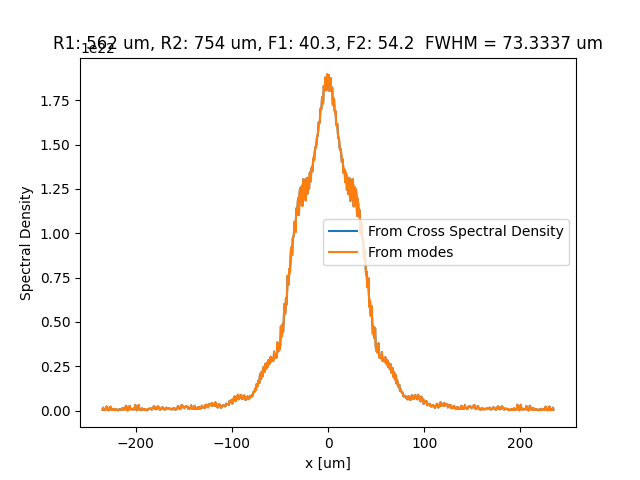 R1: 562 um, R2: 754 um, F1: 40.3, F2: 54.2  FWHM = 73.3337 um
1e22
1.75
1.50
1.25
1.00
0.75
0.50
0.25
0.00
Spectral Density
From Cross Spectral Density
From modes
−200
−100
0
100
200
x [um]